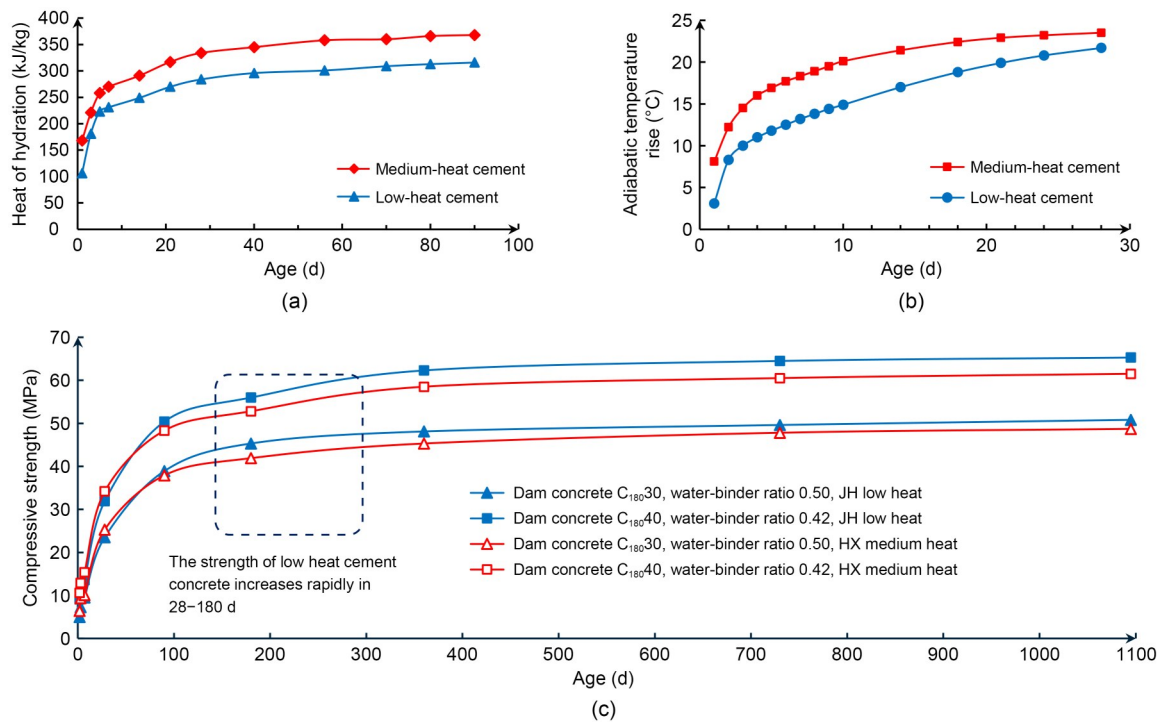 400
350
300
250
200
150
100
50
0
Heat of hydration (kJ/kg)
Medium-heat cement
Low-heat cement
0 20 40 60 80 100
Age (d)
(a)
25
20
15
10
5
0
Adiabatic temperature
rise (°C)
Medium-heat cement
Low-heat cement
0 10 20 30
Age (d)
(b)
70
60
50
40
30
20
10
0
Compressive strength (MPa)
Dam concrete C₁₈₀30, water-binder ratio 0.50, JH low heat
Dam concrete C₁₈₀40, water-binder ratio 0.42, JH low heat
Dam concrete C₁₈₀30, water-binder ratio 0.50, HX medium heat
Dam concrete C₁₈₀40, water-binder ratio 0.42, HX medium heat
The strength of low heat cement
concrete increases rapidly in
28−180 d
0 100 200 300 400 500 600 700 800 900 1000 1100
Age (d)
(c)